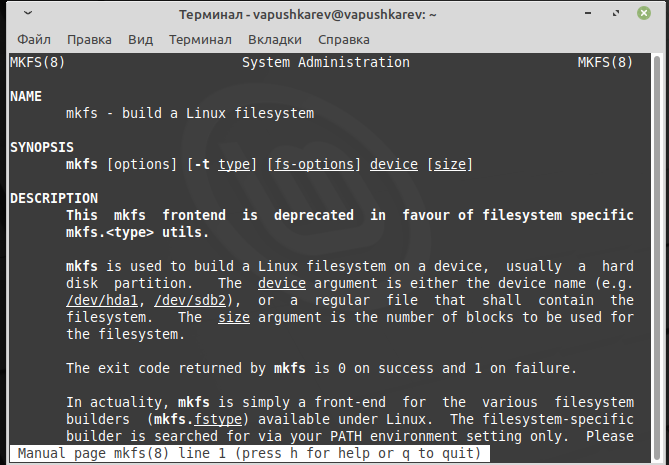 Терминал - vapushkarev@vapushkarev: ~
Файл Правка Вид Терминал Вкладки Справка
MKFS(8) System Administration MKFS(8)
NAME
mkfs - build a Linux filesystem
SYNOPSIS
mkfs [options] [-t type] [fs-options] device [size]
DESCRIPTION
This mkfs frontend is deprecated in favour of filesystem specific
mkfs.<type> utils.
mkfs is used to build a Linux filesystem on a device, usually a hard
disk partition. The device argument is either the device name (e.g.
/dev/hda1, /dev/sdb2), or a regular file that shall contain the
filesystem. The size argument is the number of blocks to be used for
the filesystem.
The exit code returned by mkfs is 0 on success and 1 on failure.
In actuality, mkfs is simply a front-end for the various filesystem
builders (mkfs.fstype) available under Linux. The filesystem-specific
builder is searched for via your PATH environment setting only. Please
Manual page mkfs(8) line 1 (press h for help or q to quit)